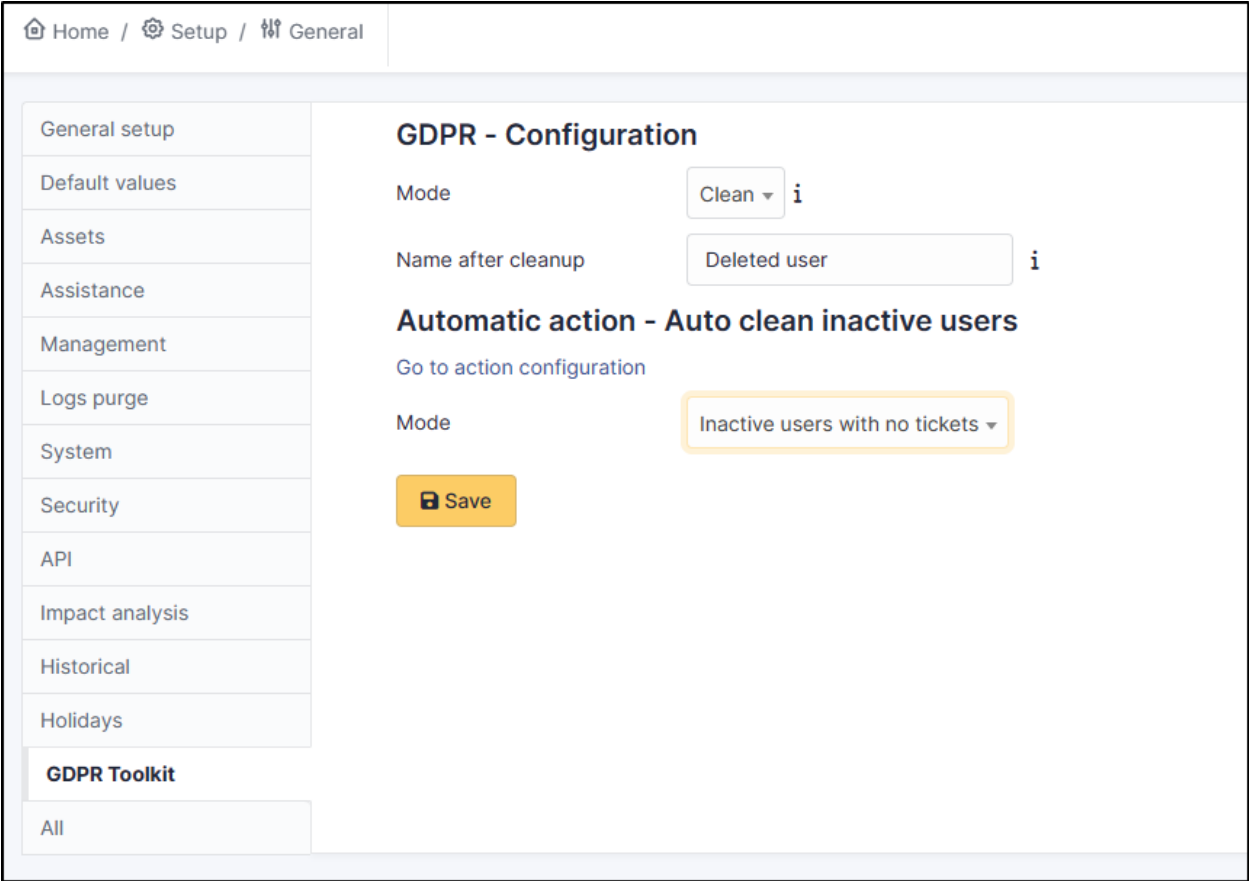 Home / Setup / General
General setup
Default values
Assets
Assistance
Management
Logs purge
System
Security
API
Impact analysis
Historical
Holidays
GDPR Toolkit
All
GDPR - Configuration
Mode Clean i
Name after cleanup Deleted user i
Automatic action - Auto clean inactive users
Go to action configuration
Mode Inactive users with no tickets
Save